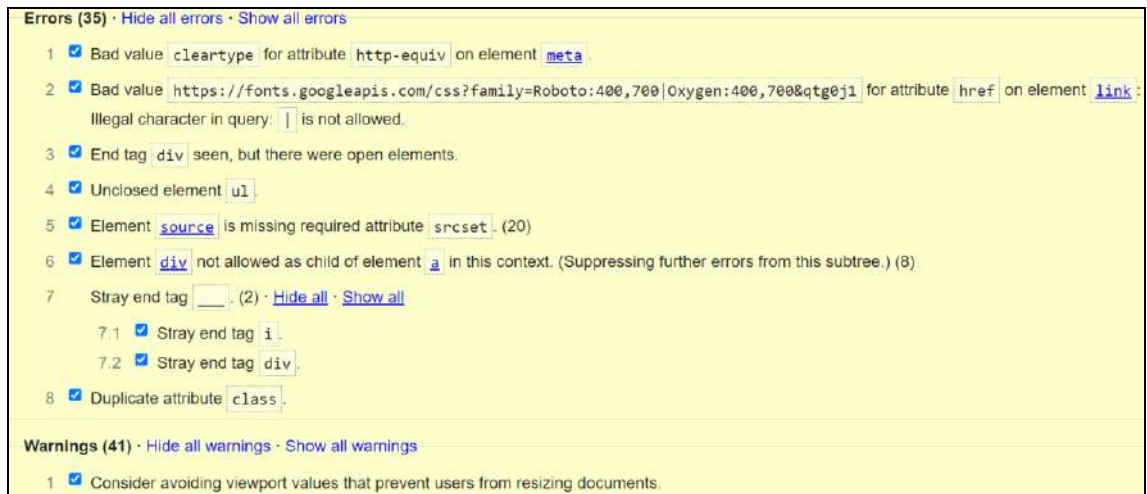 Errors (35) · Hide all errors · Show all errors
1 Bad value cleartype for attribute http-equiv on element meta.
2 Bad value https://fonts.googleapis.com/css?family=Roboto:400,700|Oxygen:400,700&qtg0j1 for attribute href on element link:
Illegal character in query: | is not allowed.
3 End tag div seen, but there were open elements.
4 Unclosed element ul.
5 Element source is missing required attribute srcset. (20)
6 Element div not allowed as child of element a in this context. (Suppressing further errors from this subtree.) (8)
7 Stray end tag ___. (2) · Hide all · Show all
7.1 Stray end tag i.
7.2 Stray end tag div.
8 Duplicate attribute class.
Warnings (41) · Hide all warnings · Show all warnings
1 Consider avoiding viewport values that prevent users from resizing documents.